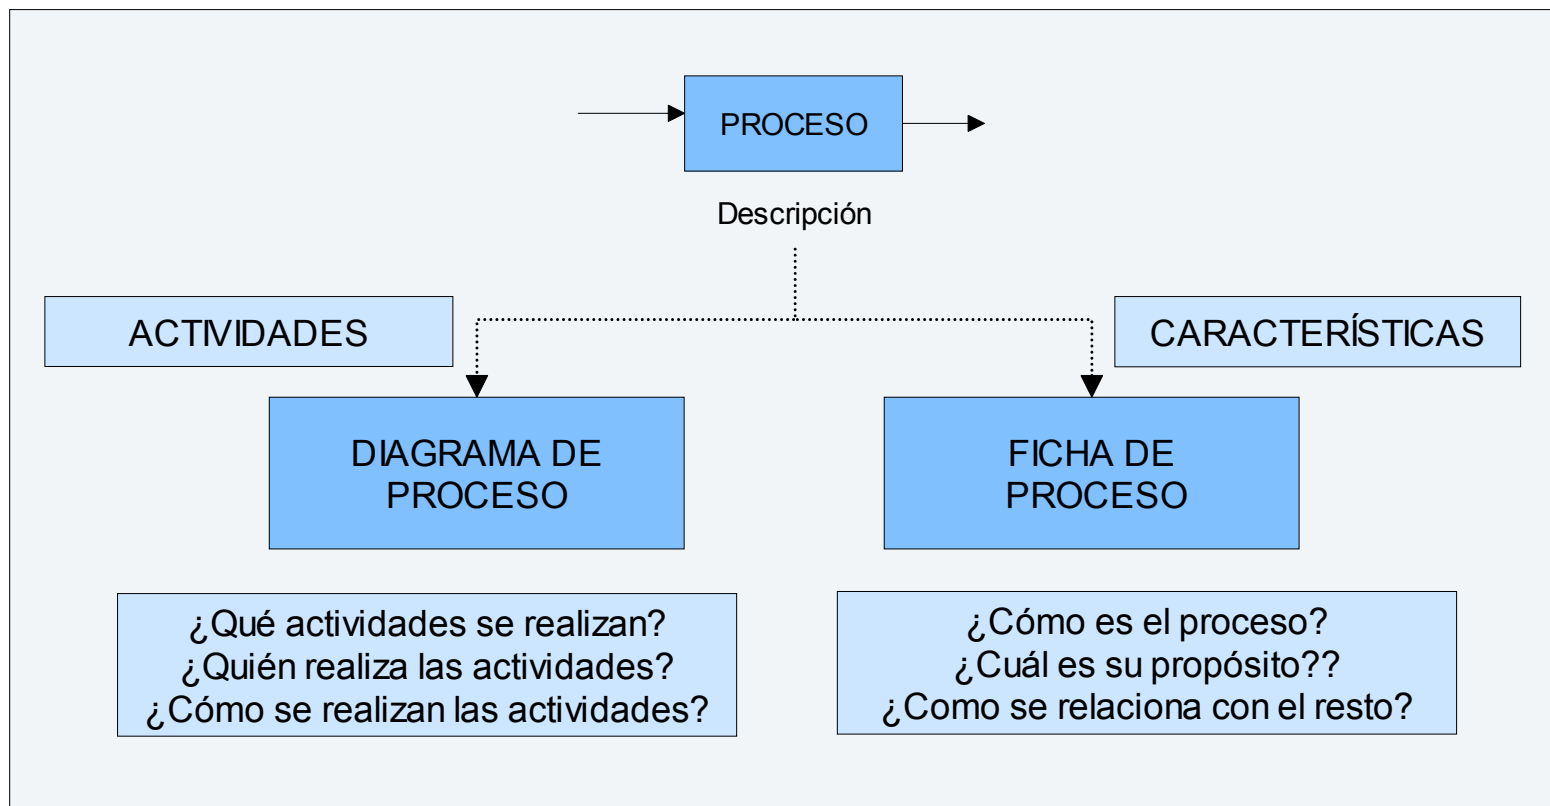 PROCESO
Descripción
ACTIVIDADES
CARACTERÍSTICAS
DIAGRAMA DE
PROCESO
FICHA DE
PROCESO
¿Qué actividades se realizan?
¿Quién realiza las actividades?
¿Cómo se realizan las actividades?
¿Cómo es el proceso?
¿Cuál es su propósito??
¿Como se relaciona con el resto?